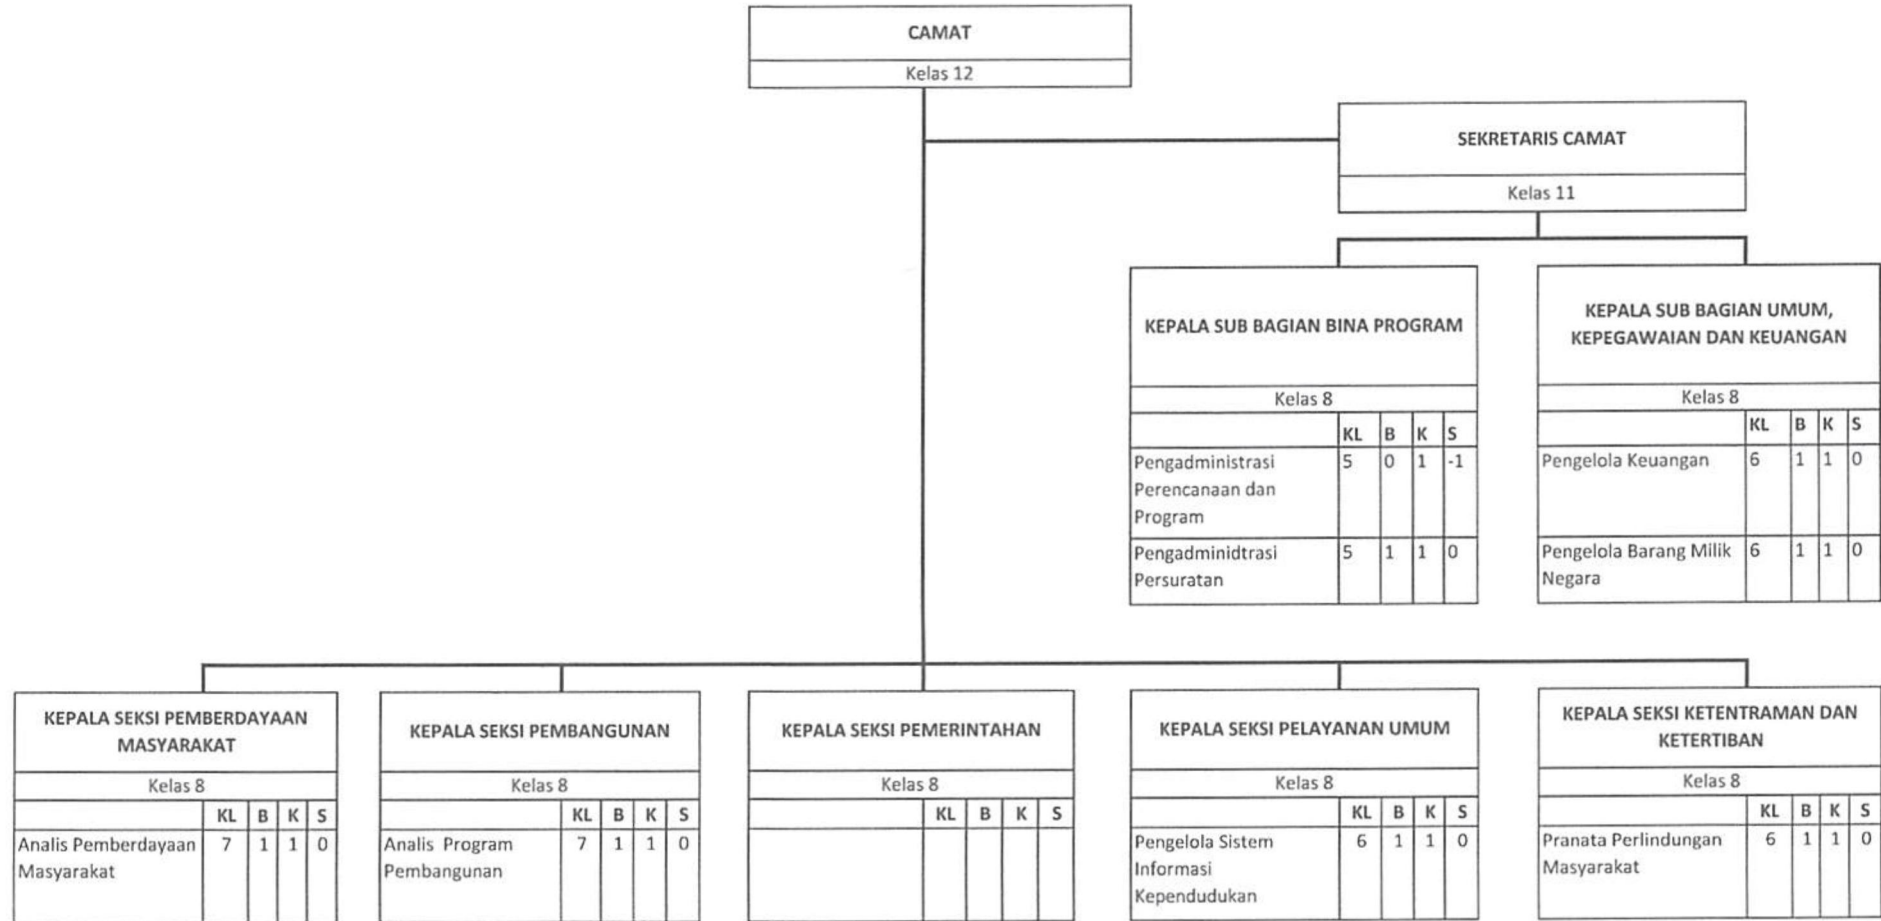 CAMAT
Kelas 12
SEKRETARIS CAMAT
Kelas 11
KEPALA SUB BAGIAN BINA PROGRAM
Kelas 8
KL B K S
Pengadministrasi 5 0 1 -1
Perencanaan dan
Program
Pengadminidtrasi 5 1 1 0
Persuratan
KEPALA SUB BAGIAN UMUM,
KEPEGAWAIAN DAN KEUANGAN
Kelas 8
KL B K S
Pengelola Keuangan 6 1 1 0
Pengelola Barang Milik 6 1 1 0
Negara
KEPALA SEKSI PEMBERDAYAAN
MASYARAKAT
Kelas 8
KL B K S
Analis Pemberdayaan 7 1 1 0
Masyarakat
KEPALA SEKSI PEMBANGUNAN
Kelas 8
KL B K S
Analis Program 7 1 1 0
Pembangunan
KEPALA SEKSI PEMERINTAHAN
Kelas 8
KL B K S
KEPALA SEKSI PELAYANAN UMUM
Kelas 8
KL B K S
Pengelola Sistem 6 1 1 0
Informasi
Kependudukan
KEPALA SEKSI KETENTRAMAN DAN
KETERTIBAN
Kelas 8
KL B K S
Pranata Perlindungan 6 1 1 0
Masyarakat